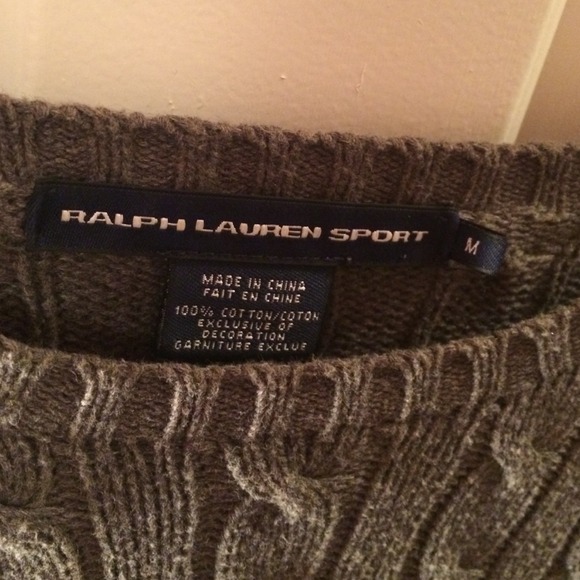 RALPH LAUREN SPORT
M
MADE IN CHINA
FAIT EN CHINE
100% COTTON/COTON
EXCLUSIVE OF
DECORATION
GARNITURE EXCLUE